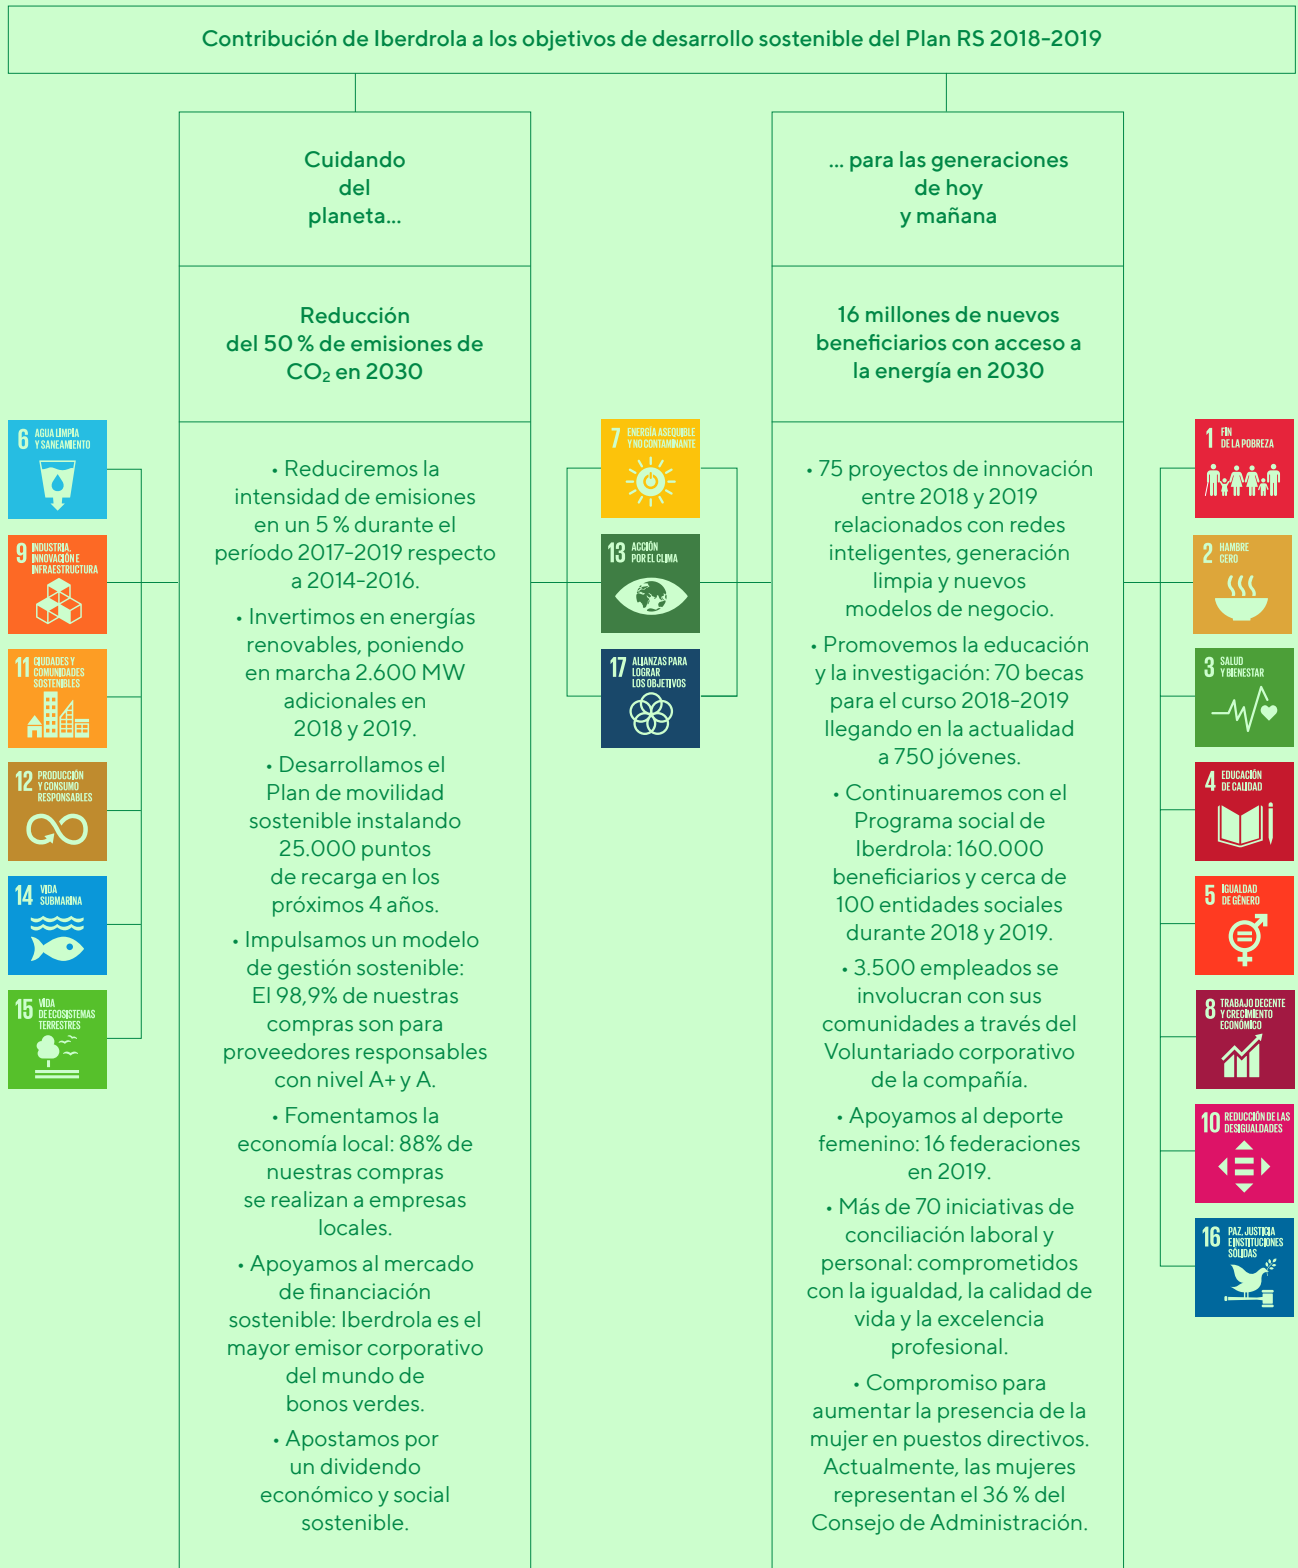 Contribución de Iberdrola a los objetivos de desarrollo sostenible del Plan RS 2018-2019
Cuidando
del
planeta...
Reducción
del 50 % de emisiones de
CO₂ en 2030
• Reduciremos la
intensidad de emisiones
en un 5 % durante el
período 2017-2019 respecto
a 2014-2016.
• Invertimos en energías
renovables, poniendo
en marcha 2.600 MW
adicionales en
2018 y 2019.
• Desarrollamos el
Plan de movilidad
sostenible instalando
25.000 puntos
de recarga en los
próximos 4 años.
• Impulsamos un modelo
de gestión sostenible:
El 98,9% de nuestras
compras son para
proveedores responsables
con nivel A+ y A.
• Fomentamos la
economía local: 88% de
nuestras compras
se realizan a empresas
locales.
• Apoyamos al mercado
de financiación
sostenible: Iberdrola es el
mayor emisor corporativo
del mundo de
bonos verdes.
• Apostamos por
un dividendo
económico y social
sostenible.
... para las generaciones
de hoy
y mañana
16 millones de nuevos
beneficiarios con acceso a
la energía en 2030
• 75 proyectos de innovación
entre 2018 y 2019
relacionados con redes
inteligentes, generación
limpia y nuevos
modelos de negocio.
• Promovemos la educación
y la investigación: 70 becas
para el curso 2018-2019
llegando en la actualidad
a 750 jóvenes.
• Continuaremos con el
Programa social de
Iberdrola: 160.000
beneficiarios y cerca de
100 entidades sociales
durante 2018 y 2019.
• 3.500 empleados se
involucran con sus
comunidades a través del
Voluntariado corporativo
de la compañía.
• Apoyamos al deporte
femenino: 16 federaciones
en 2019.
• Más de 70 iniciativas de
conciliación laboral y
personal: comprometidos
con la igualdad, la calidad de
vida y la excelencia
profesional.
• Compromiso para
aumentar la presencia de la
mujer en puestos directivos.
Actualmente, las mujeres
representan el 36 % del
Consejo de Administración.
6 AGUA LIMPIA
Y SANEAMIENTO
9 INDUSTRIA,
INNOVACIÓN E
INFRAESTRUCTURA
11 CIUDADES Y
COMUNIDADES
SOSTENIBLES
12 PRODUCCIÓN
Y CONSUMO
RESPONSABLES
14 VIDA
SUBMARINA
15 VIDA
DE ECOSISTEMAS
TERRESTRES
7 ENERGÍA ASEQUIBLE
Y NO CONTAMINANTE
13 ACCIÓN
POR EL CLIMA
17 ALIANZAS PARA
LOGRAR
LOS OBJETIVOS
1 FIN
DE LA POBREZA
2 HAMBRE
CERO
3 SALUD
Y BIENESTAR
4 EDUCACIÓN
DE CALIDAD
5 IGUALDAD
DE GÉNERO
8 TRABAJO DECENTE
Y CRECIMIENTO
ECONÓMICO
10 REDUCCIÓN DE LAS
DESIGUALDADES
16 PAZ, JUSTICIA
E INSTITUCIONES
SÓLIDAS